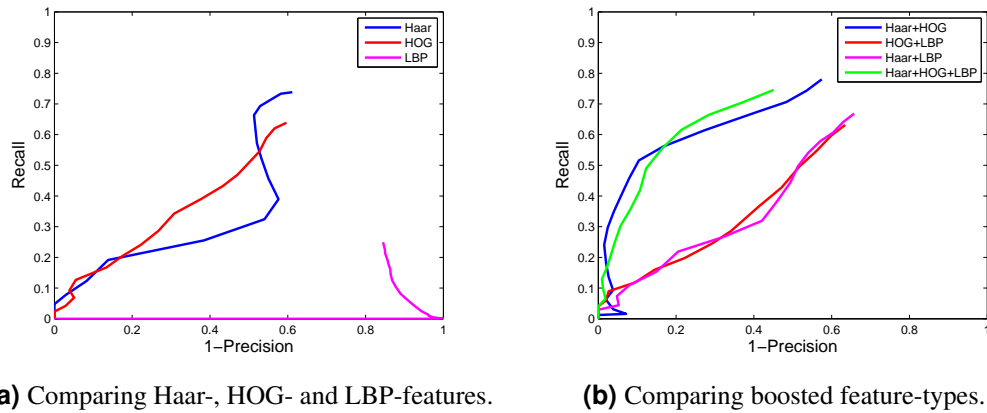 1
0.9
0.8
0.7
0.6
0.5
0.4
0.3
0.2
0.1
0
Recall
0 0.2 0.4 0.6 0.8 1
1−Precision
Haar
HOG
LBP
a) Comparing Haar-, HOG- and LBP-features.
1
0.9
0.8
0.7
0.6
0.5
0.4
0.3
0.2
0.1
0
Recall
0 0.2 0.4 0.6 0.8 1
1−Precision
Haar+HOG
HOG+LBP
Haar+LBP
Haar+HOG+LBP
(b) Comparing boosted feature-types.